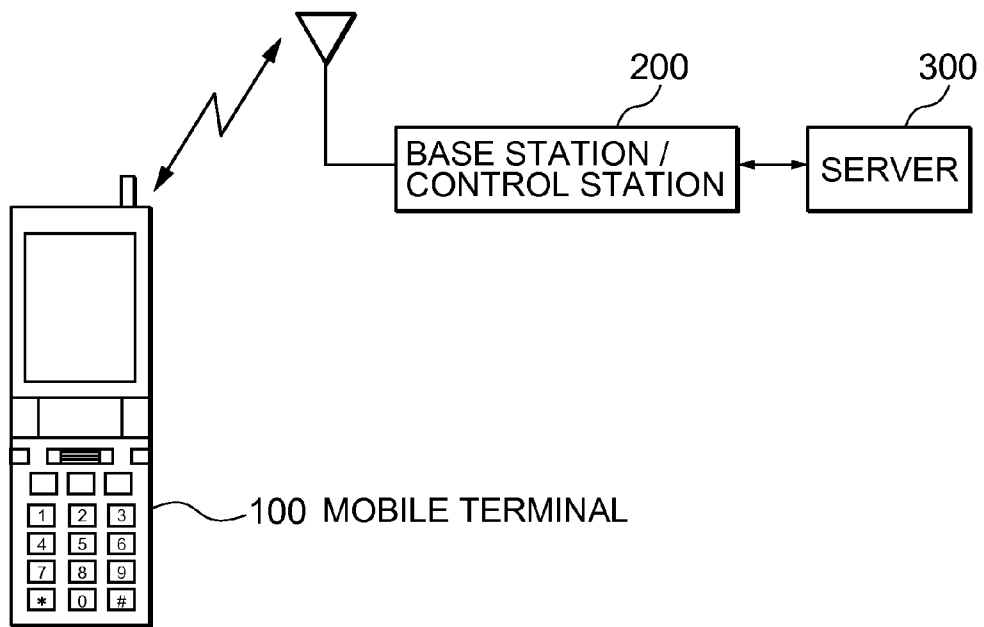 200
300
BASE STATION /
CONTROL STATION
SERVER
100 MOBILE TERMINAL
1 2 3
4 5 6
7 8 9
* 0 #